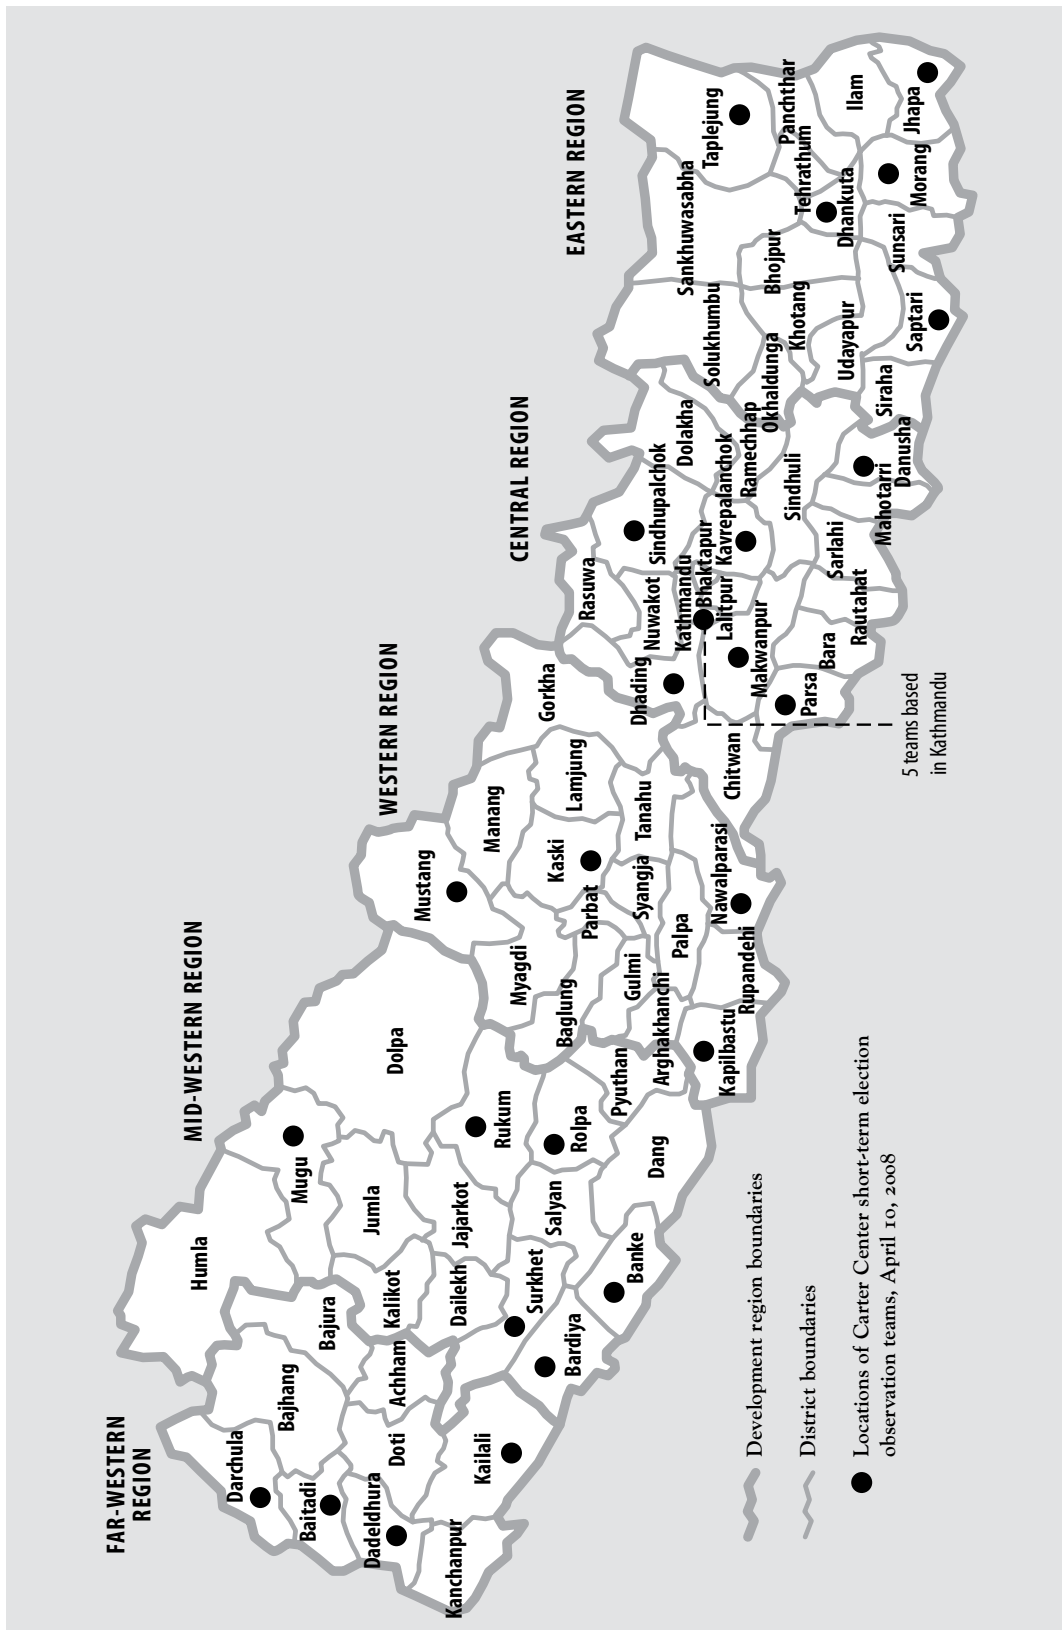 FAR-WESTERN
REGION
MID-WESTERN REGION
WESTERN REGION
CENTRAL REGION
EASTERN REGION
Darchula
Baitadi
Dadeldhura
Kanchanpur
Bajhang
Bajura
Doti
Achham
Kailali
Humla
Mugu
Jumla
Kalikot
Dolpa
Dailekh
Jajarkot
Rukum
Surkhet
Salyan
Rolpa
Bardiya
Banke
Pyuthan
Dang
Mustang
Manang
Gorkha
Myagdi
Kaski
Lamjung
Baglung
Parbat
Gulmi
Syangja
Tanahu
Arghakhanchi
Palpa
Nawalparasi
Kapilbastu
Rupandehi
Rasuwa
Dhading
Nuwakot
Sindhupalchok
Dolakha
Kathmandu
Bhaktapur
Lalitpur
Kavrepalanchok
Ramechhap
Chitwan
Makwanpur
Sindhuli
Parsa
Bara
Rautahat
Sarlahi
Mahotarri
Danusha
Solukhumbu
Sankhuwasabha
Taplejung
Okhaldunga
Khotang
Bhojpur
Tehrathum
Panchthar
Udayapur
Dhankuta
Ilam
Siraha
Saptari
Sunsari
Morang
Jhapa
5 teams based
in Kathmandu
Development region boundaries
District boundaries
Locations of Carter Center short-term election
observation teams, April 10, 2008